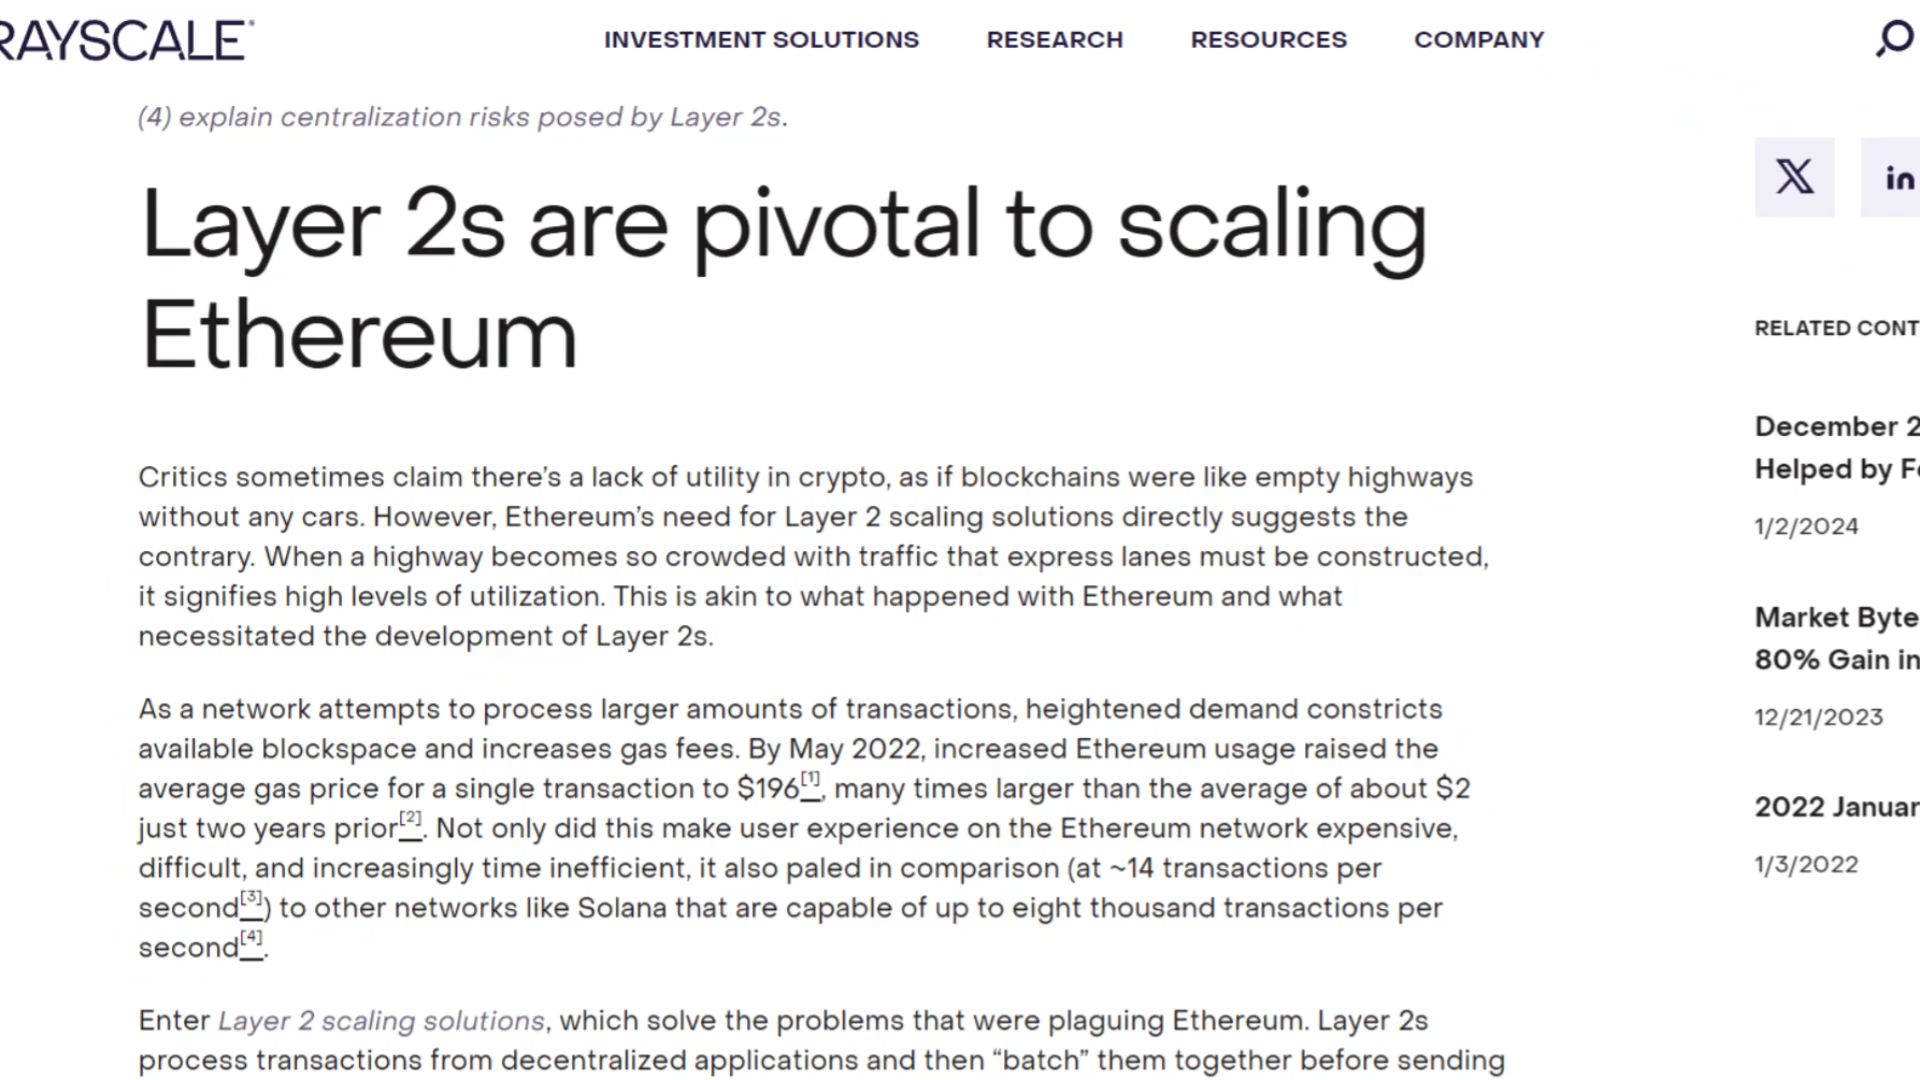 RAYSCALE
INVESTMENT SOLUTIONS RESEARCH RESOURCES COMPANY
(4) explain centralization risks posed by Layer 2s.
Layer 2s are pivotal to scaling
Ethereum
Critics sometimes claim there’s a lack of utility in crypto, as if blockchains were like empty highways
without any cars. However, Ethereum’s need for Layer 2 scaling solutions directly suggests the
contrary. When a highway becomes so crowded with traffic that express lanes must be constructed,
it signifies high levels of utilization. This is akin to what happened with Ethereum and what
necessitated the development of Layer 2s.
As a network attempts to process larger amounts of transactions, heightened demand constricts
available blockspace and increases gas fees. By May 2022, increased Ethereum usage raised the
average gas price for a single transaction to $196[1], many times larger than the average of about $2
just two years prior[2]. Not only did this make user experience on the Ethereum network expensive,
difficult, and increasingly time inefficient, it also paled in comparison (at ~14 transactions per
second[3]) to other networks like Solana that are capable of up to eight thousand transactions per
second[4].
Enter Layer 2 scaling solutions, which solve the problems that were plaguing Ethereum. Layer 2s
process transactions from decentralized applications and then “batch” them together before sending
X in
RELATED CONT
December 2
Helped by F
1/2/2024
Market Byte
80% Gain in
12/21/2023
2022 Januar
1/3/2022